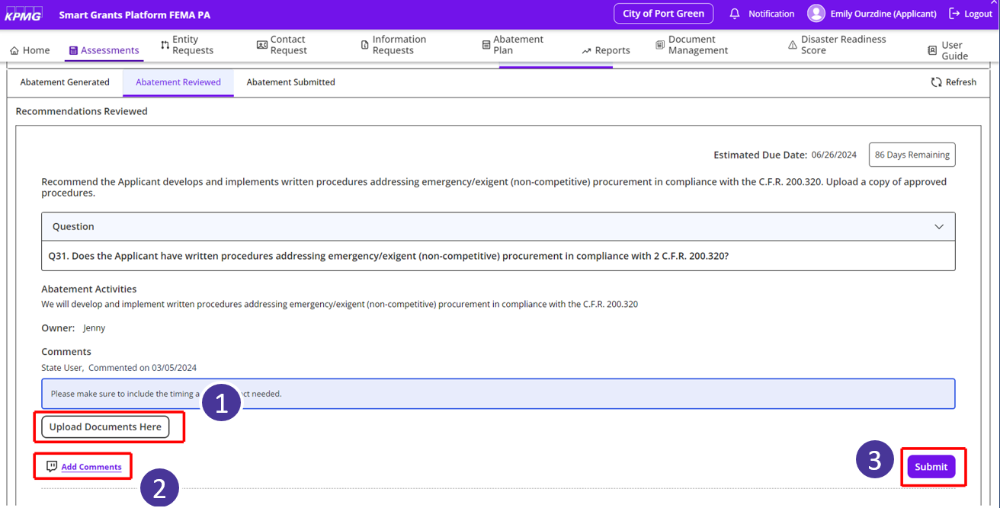 KPMG Smart Grants Platform FEMA PA City of Port Green Notification Emily Ourzdine (Applicant) Logout
Home
Assessments
Entity
Requests
Contact
Request
Information
Requests
Abatement
Plan
Reports
Document
Management
Disaster Readiness
Score
User
Guide
Abatement Generated Abatement Reviewed Abatement Submitted Refresh
Recommendations Reviewed
Estimated Due Date: 06/26/2024 86 Days Remaining
Recommend the Applicant develops and implements written procedures addressing emergency/exigent (non-competitive) procurement in compliance with the C.F.R. 200.320. Upload a copy of approved
procedures.
Question
Q31. Does the Applicant have written procedures addressing emergency/exigent (non-competitive) procurement in compliance with 2 C.F.R. 200.320?
Abatement Activities
We will develop and implement written procedures addressing emergency/exigent (non-competitive) procurement in compliance with the C.F.R. 200.320
Owner: Jenny
Comments
State User, Commented on 03/05/2024
Please make sure to include the timing needed.
1
Upload Documents Here
Add Comments
2
3
Submit